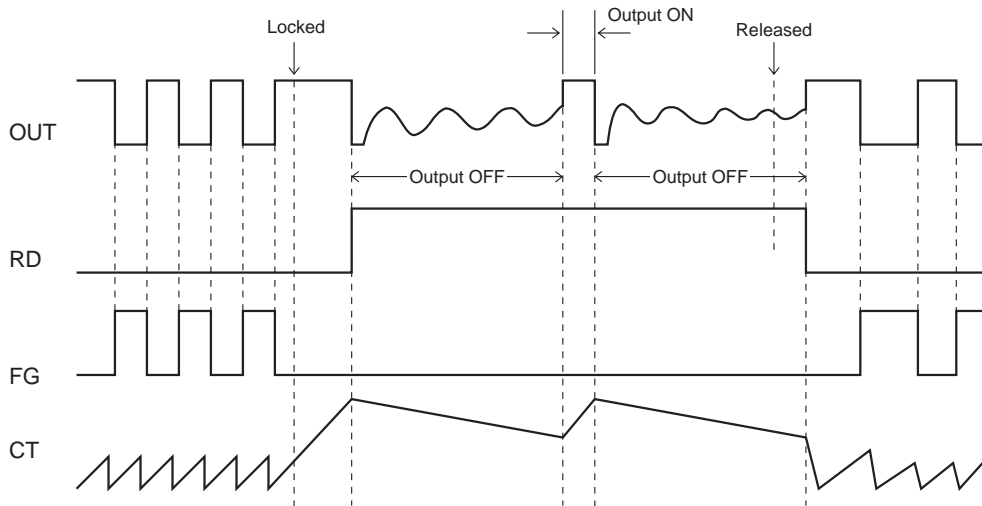 Output ON
Locked
Released
OUT
Output OFF
Output OFF
RD
FG
CT